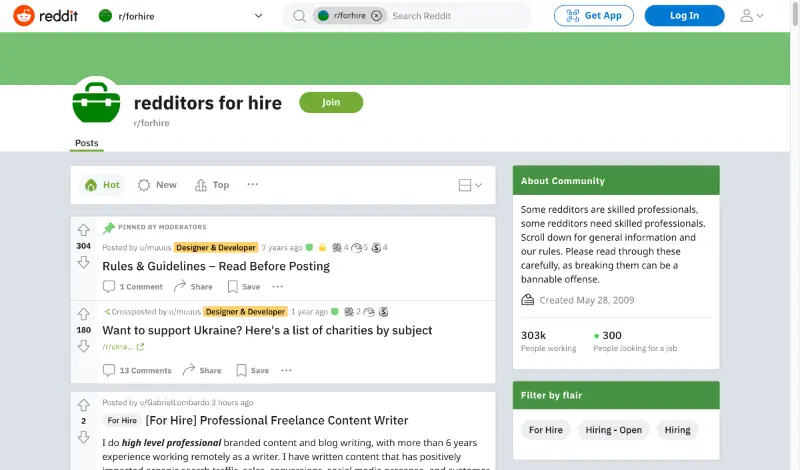 reddit
r/forhire
r/forhire
Search Reddit
Get App
Log In
redditors for hire
Join
r/forhire
Posts
Hot
New
Top
PINNED BY MODERATORS
304
Posted by u/muuus Designer & Developer 7 years ago 4 5 4
Rules & Guidelines – Read Before Posting
1 Comment Share Save
Crossposted by u/muuus Designer & Developer 1 year ago 2
180
Want to support Ukraine? Here's a list of charities by subject
/r/ukra...
13 Comments Share Save
Posted by u/GabrielLombardo 3 hours ago
2
For Hire [For Hire] Professional Freelance Content Writer
I do high level professional branded content and blog writing, with more than 6 years
experience working remotely as a writer. I have written content that has positively
About Community
Some redditors are skilled professionals,
some redditors need skilled professionals.
Scroll down for general information and
our rules. Please read through these
carefully, as breaking them can be a
bannable offense.
Created May 28, 2009
303k
People working
300
People looking for a job
Filter by flair
For Hire
Hiring - Open
Hiring